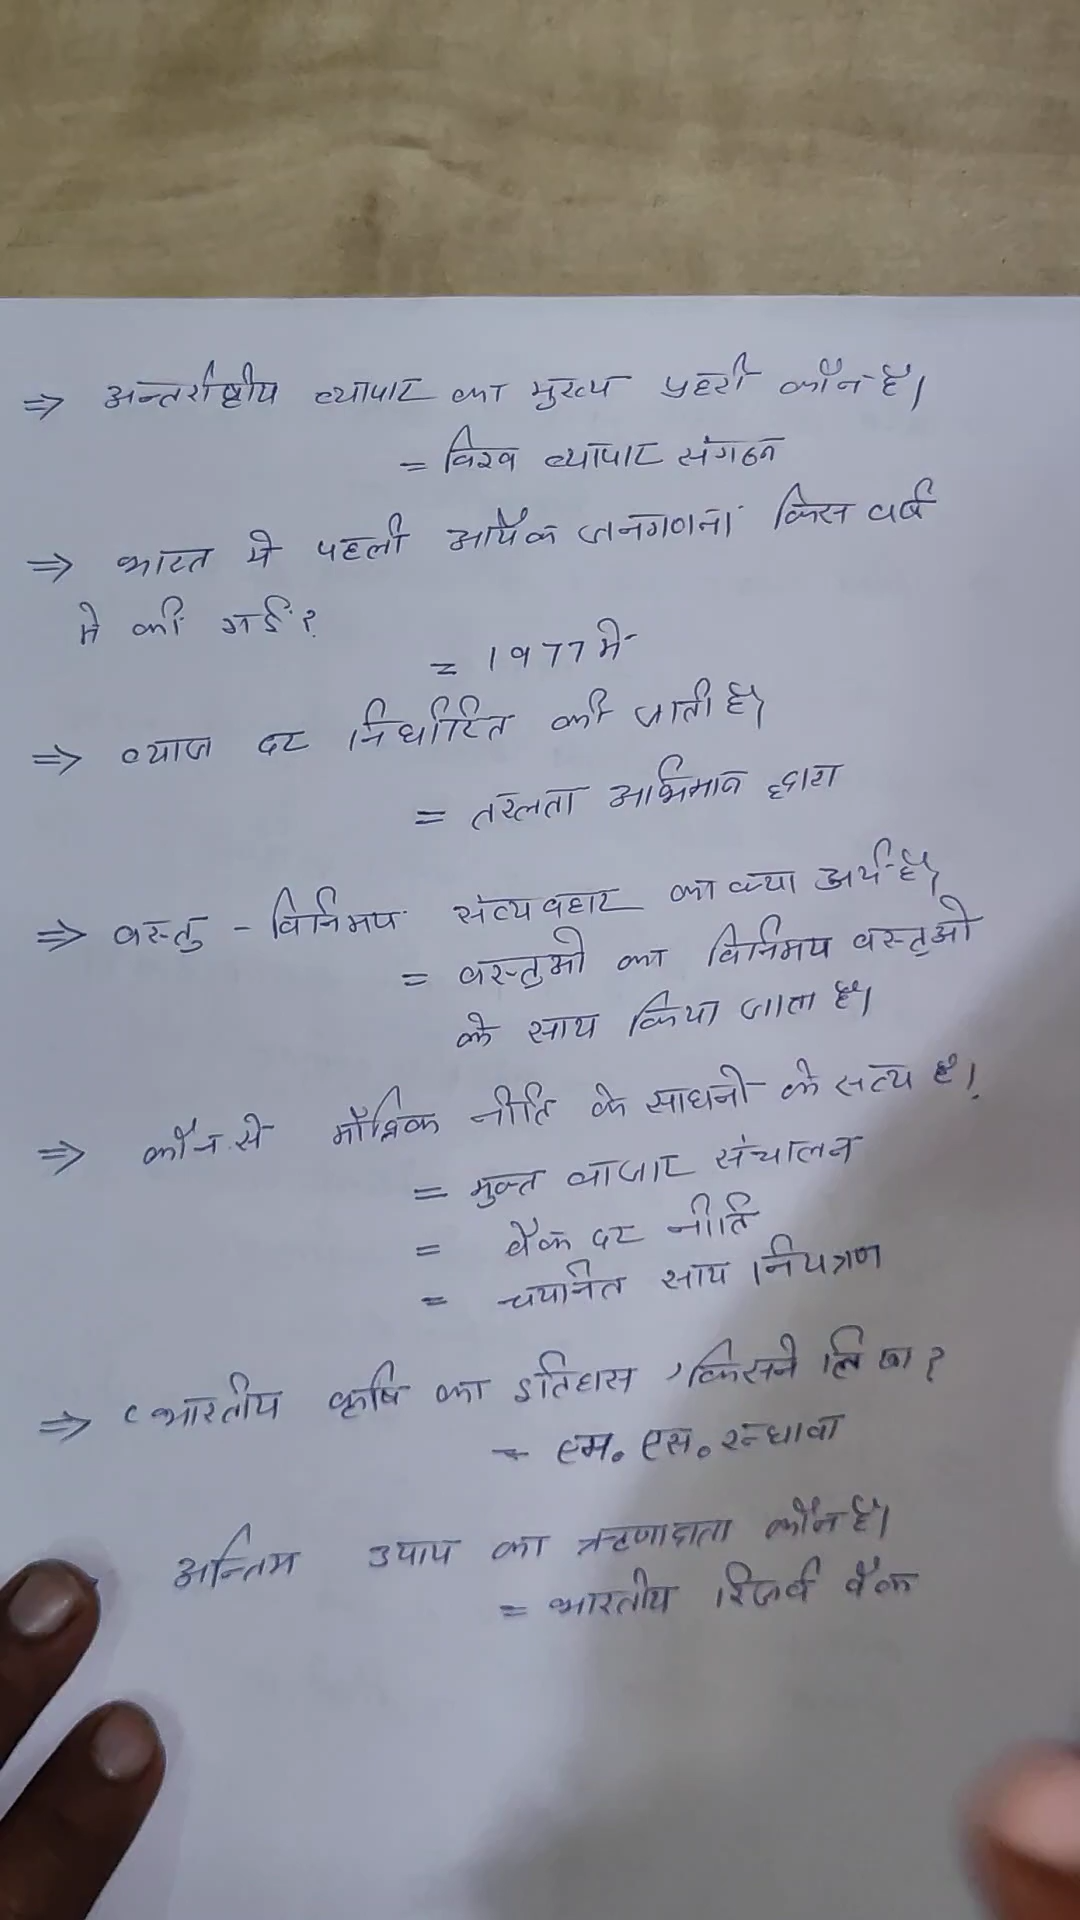 ⇒ अन्तर्राष्ट्रीय व्यापार का मुख्य प्रहरी कौन है।
= विश्व व्यापार संगठन
⇒ भारत मे पहली आर्थिक जनगणना किस वर्ष
मे की गई?
= 1977 मे
⇒ व्याज दर निर्धारित की जाती है।
= तरलता अधिमान द्वारा
⇒ वस्तु - विनिमय संव्यवहार का क्या अर्थ है।
= वस्तुओ का विनिमय वस्तुओ
के साथ किया जाता है।
⇒ कौन से मौद्रिक नीति के साधनो के सत्य है।
= मुक्त बाजार संचालन
= बैंक दर नीति
= चयनित साख नियंत्रण
⇒ ‘भारतीय कृषि का इतिहास’ किसने लिखा?
= एम. एस. रन्धावा
अन्तिम उपाय का ऋणदाता कौन है।
= भारतीय रिजर्व बैंक